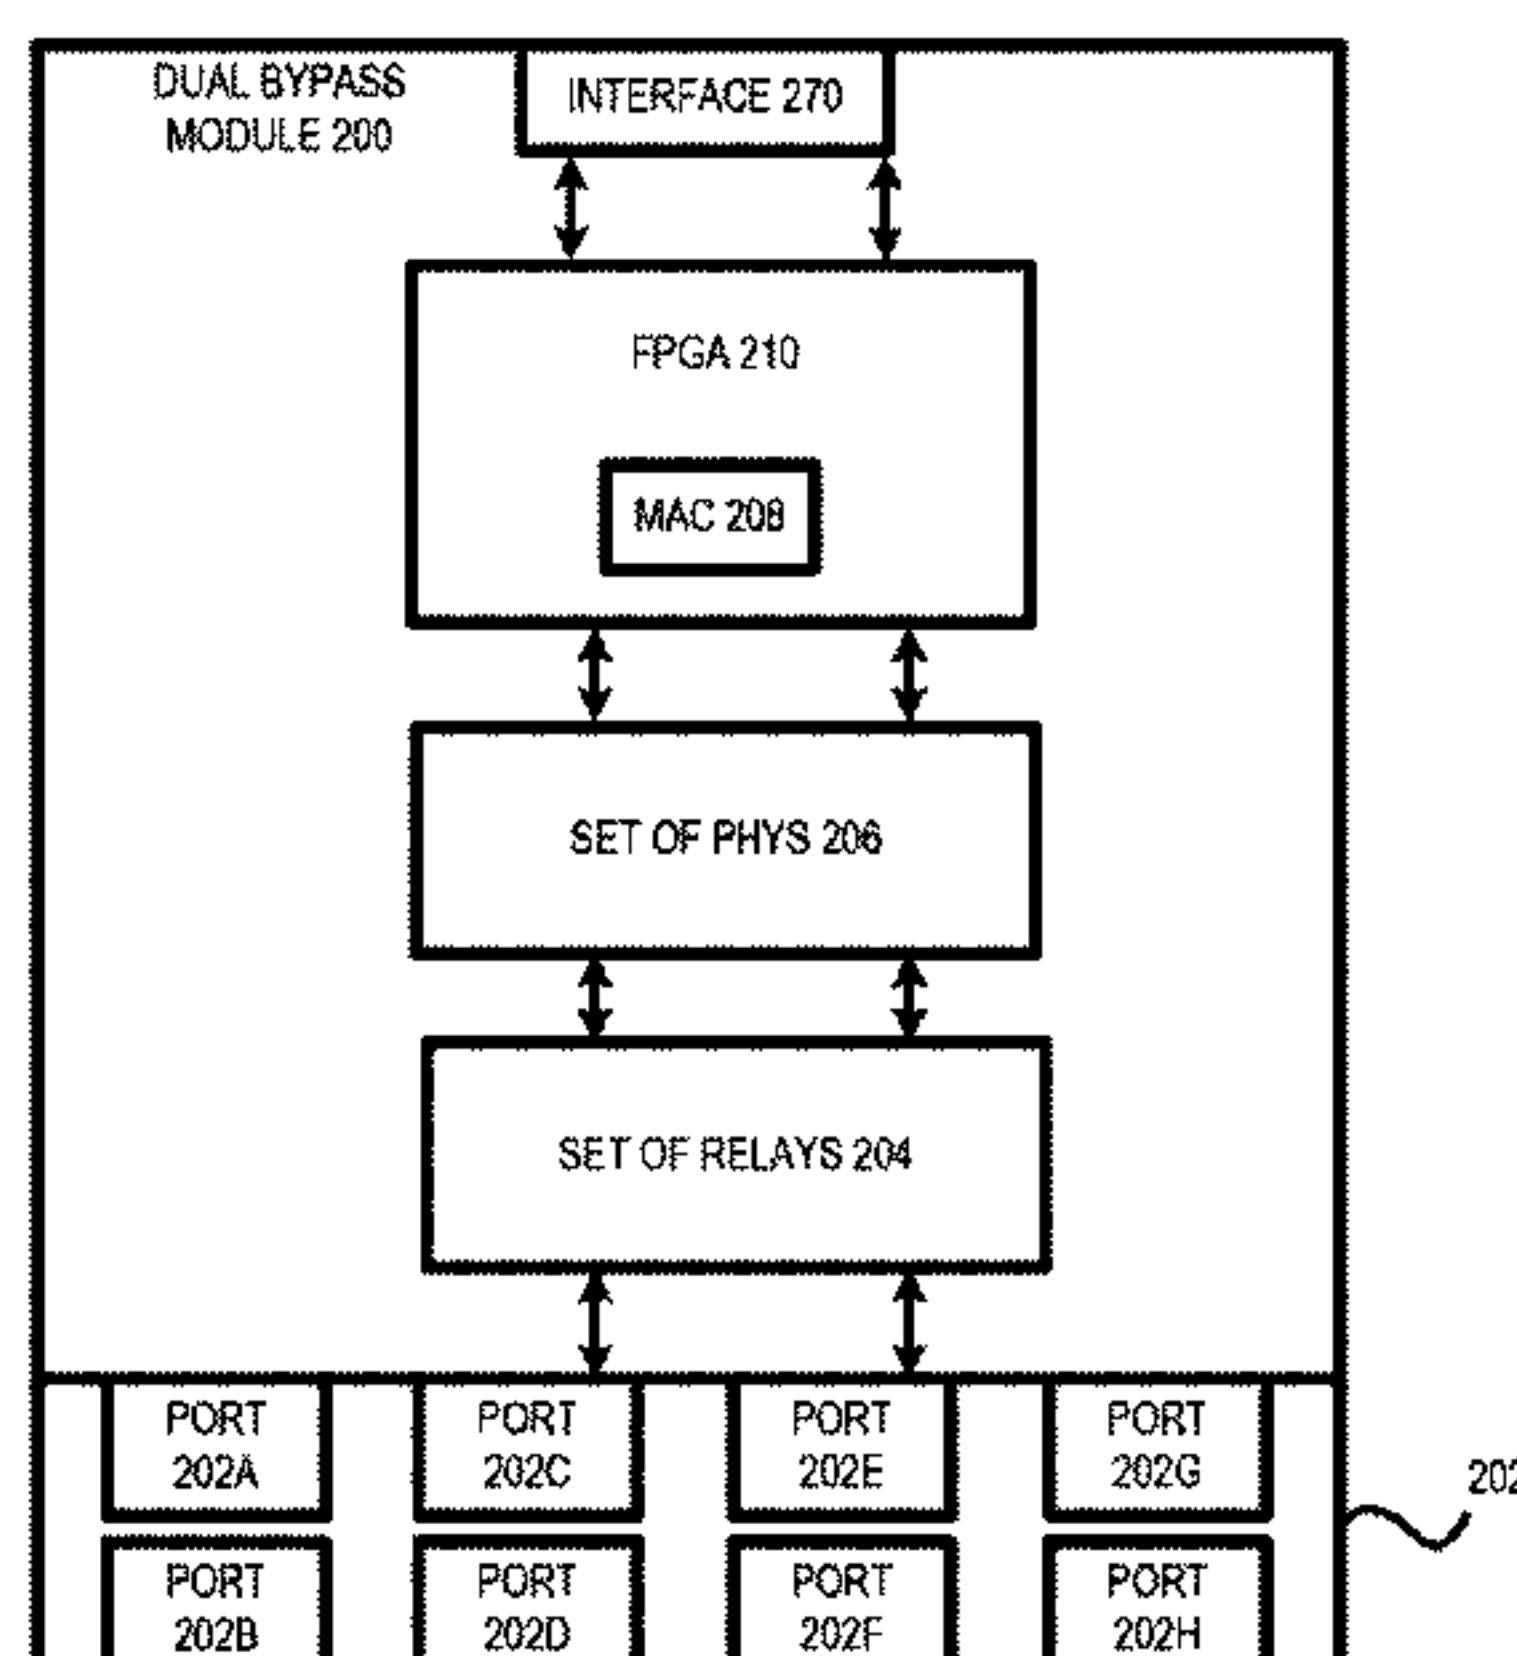 DUAL BYPASS
MODULE 200
INTERFACE 270
FPGA 210
MAC 208
SET OF PHYS 206
SET OF RELAYS 204
PORT
202A
PORT
202C
PORT
202E
PORT
202G
202
PORT
202B
PORT
202D
PORT
202F
PORT
202H